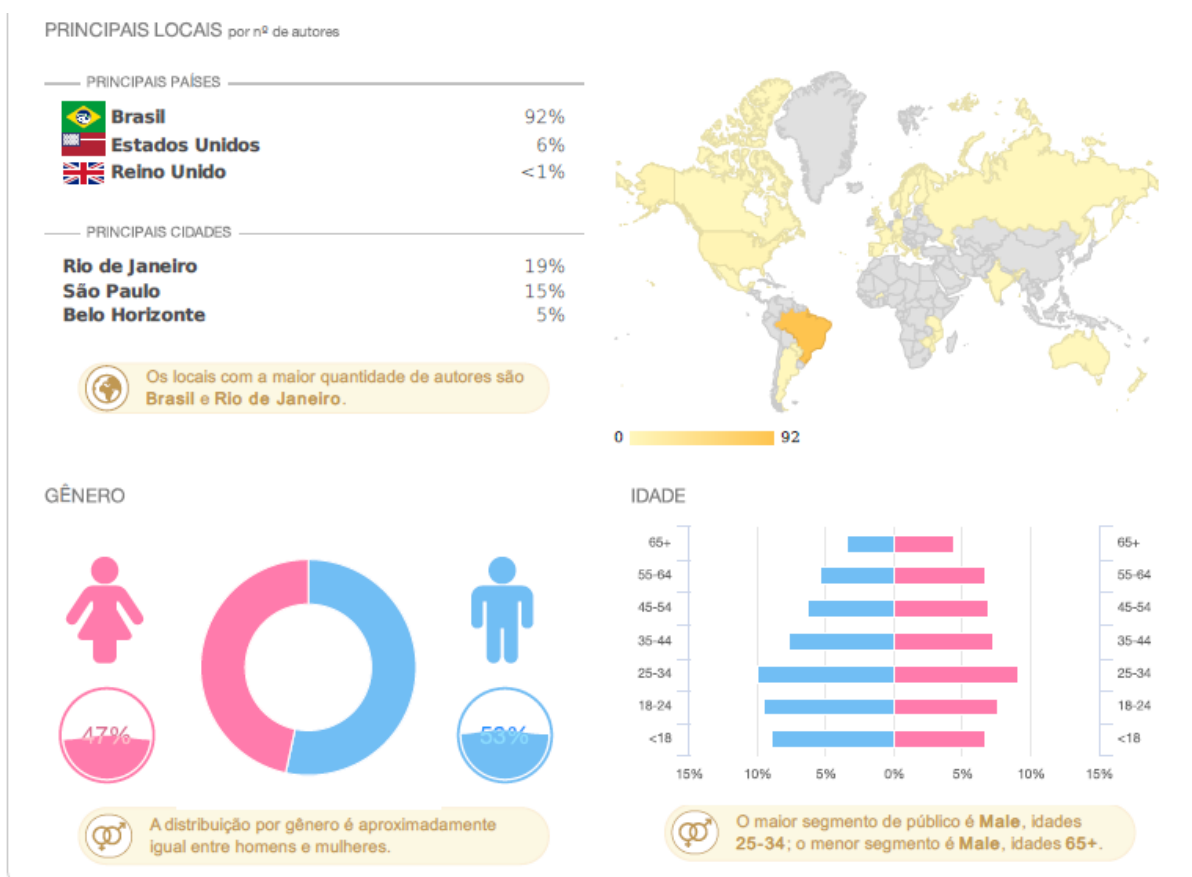 PRINCIPAIS LOCAIS por nº de autores
PRINCIPAIS PAÍSES
Brasil 92%
Estados Unidos 6%
Reino Unido <1%
PRINCIPAIS CIDADES
Rio de Janeiro 19%
São Paulo 15%
Belo Horizonte 5%
Os locais com a maior quantidade de autores são
Brasil e Rio de Janeiro.
0 92
GÊNERO
47%
53%
A distribuição por gênero é aproximadamente
igual entre homens e mulheres.
IDADE
65+ 65+
55-64 55-64
45-54 45-54
35-44 35-44
25-34 25-34
18-24 18-24
<18 <18
15% 10% 5% 0% 5% 10% 15%
O maior segmento de público é Male, idades
25-34; o menor segmento é Male, idades 65+.